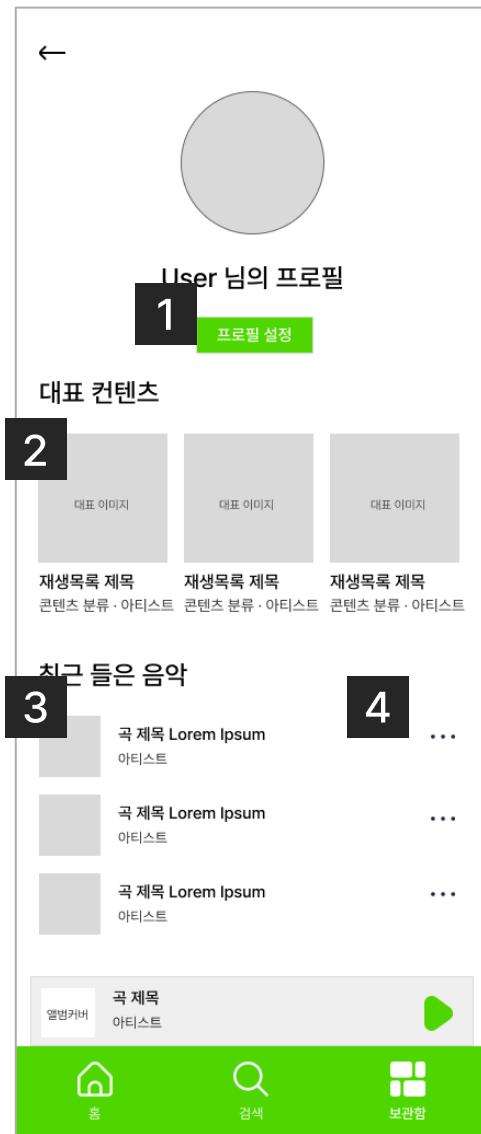 User 님의 프로필
1
프로필 설정
대표 컨텐츠
2
대표 이미지 대표 이미지 대표 이미지
재생목록 제목 재생목록 제목 재생목록 제목
콘텐츠 분류 · 아티스트 콘텐츠 분류 · 아티스트 콘텐츠 분류 · 아티스트
최근 들은 음악
3
4
곡 제목 Lorem Ipsum
아티스트
곡 제목 Lorem Ipsum
아티스트
곡 제목 Lorem Ipsum
아티스트
앨범커버
곡 제목
아티스트
홈 검색 보관함